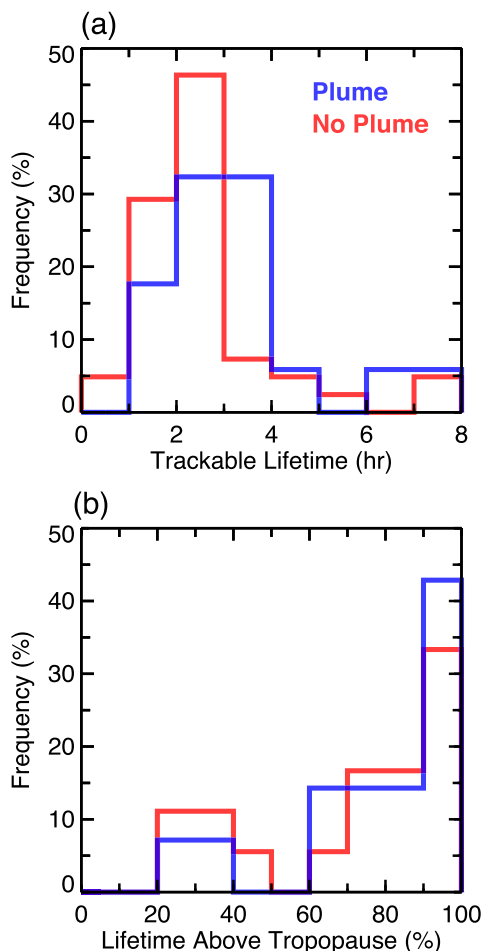 (a)
50
40
30
20
10
0
Frequency (%)
Plume
No Plume
0 2 4 6 8
Trackable Lifetime (hr)
(b)
50
40
30
20
10
0
Frequency (%)
0 20 40 60 80 100
Lifetime Above Tropopause (%)